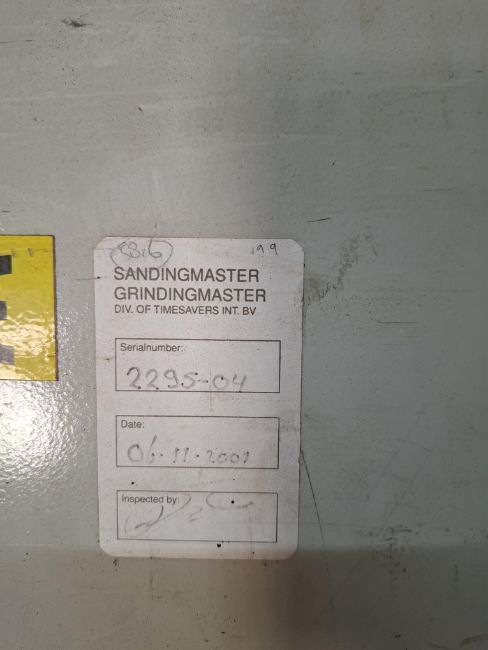 SANDINGMASTER
GRINDINGMASTER
DIV. OF TIMESAVERS INT. BV
Serialnumber:
2295-04
Date:
06-11-2001
Inspected by: